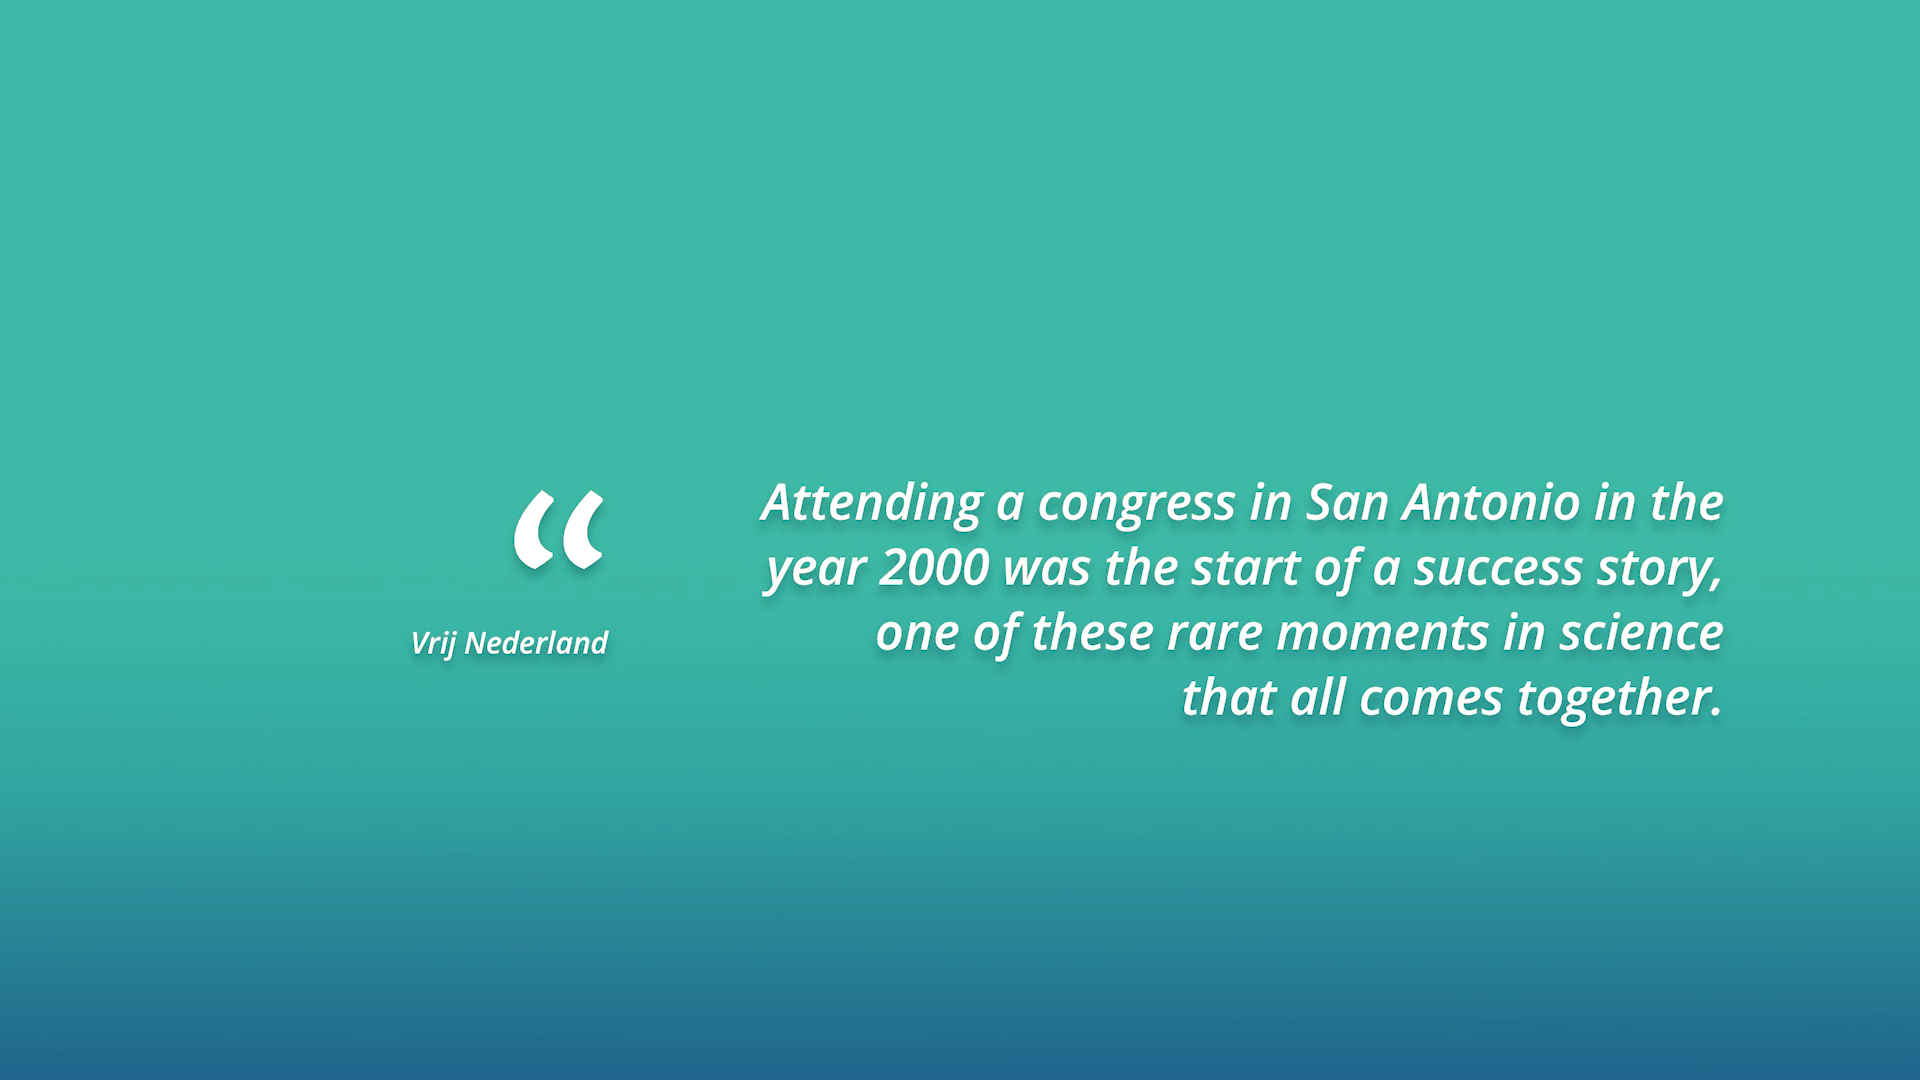 “
Vrij Nederland
Attending a congress in San Antonio in the
year 2000 was the start of a success story,
one of these rare moments in science
that all comes together.